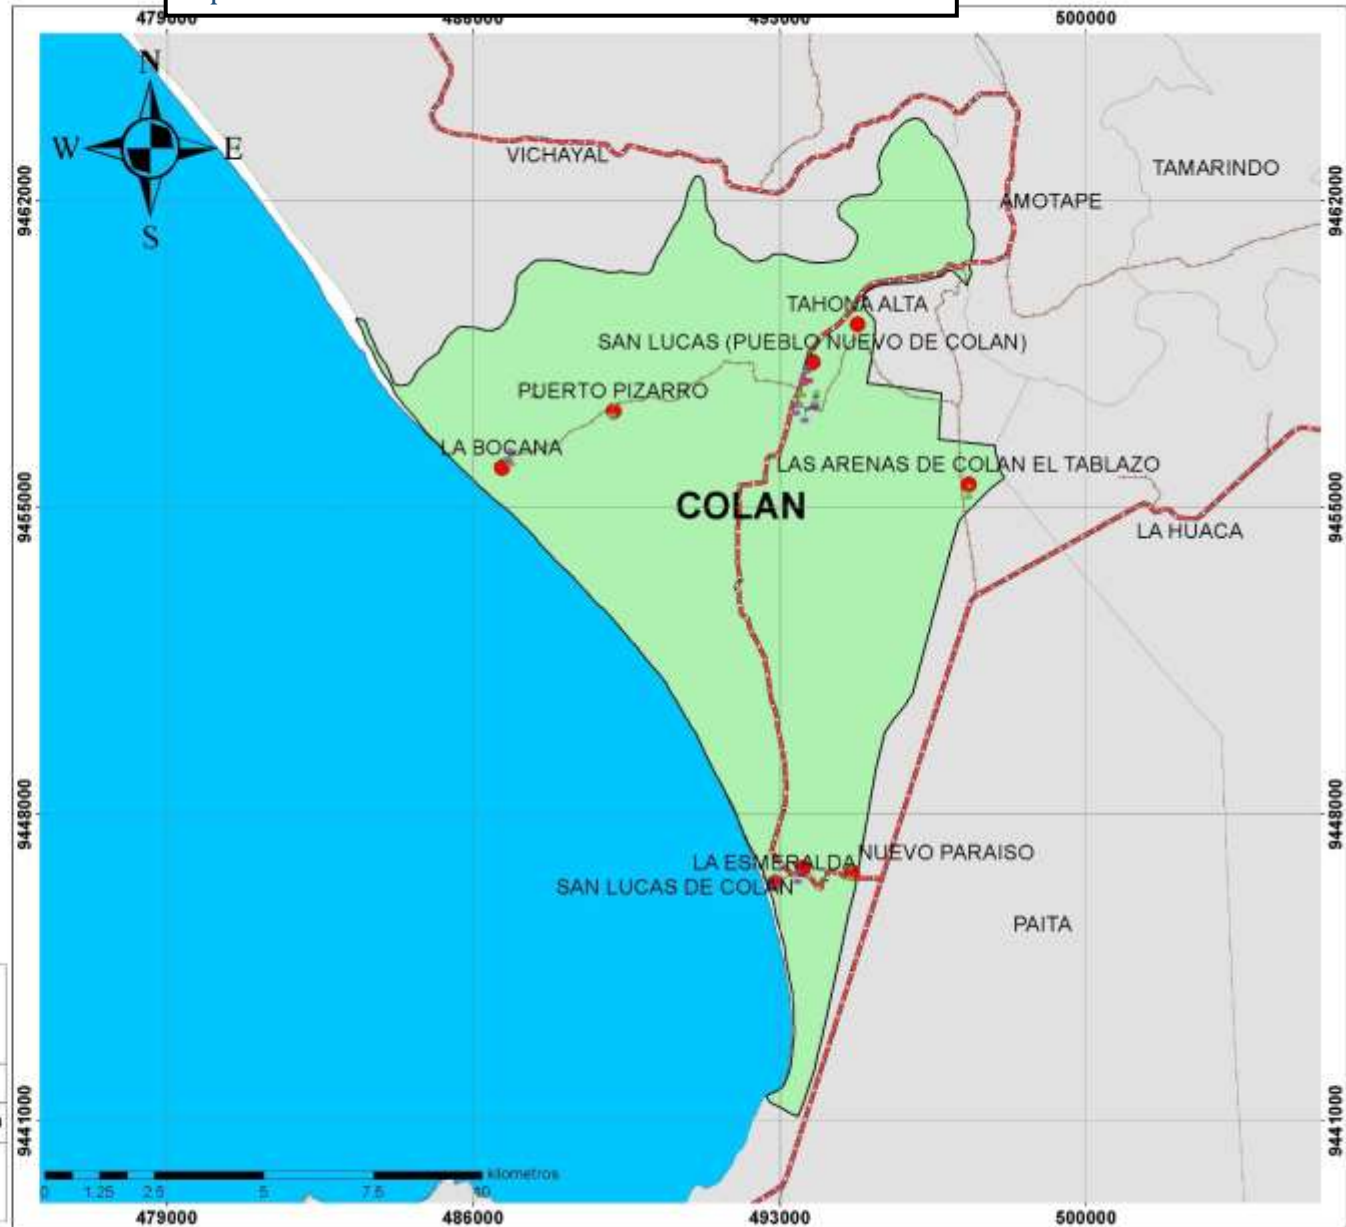 479000 486000 493000 500000
N
W E
S
VICHAYAL
TAMARINDO
AMOTAPE
9462000 9462000
TAHONA ALTA
SAN LUCAS (PUEBLO NUEVO DE COLAN)
PUERTO PIZARRO
LA BOCANA
LAS ARENAS DE COLAN EL TABLAZO
COLAN
9455000 9455000
LA HUACA
9448000 9448000
NUEVO PARAISO
LA ESMERALDA
SAN LUCAS DE COLAN
PAITA
9441000 9441000
kilometros
0 1.25 2.5 5 7.5 10
479000 486000 493000 500000